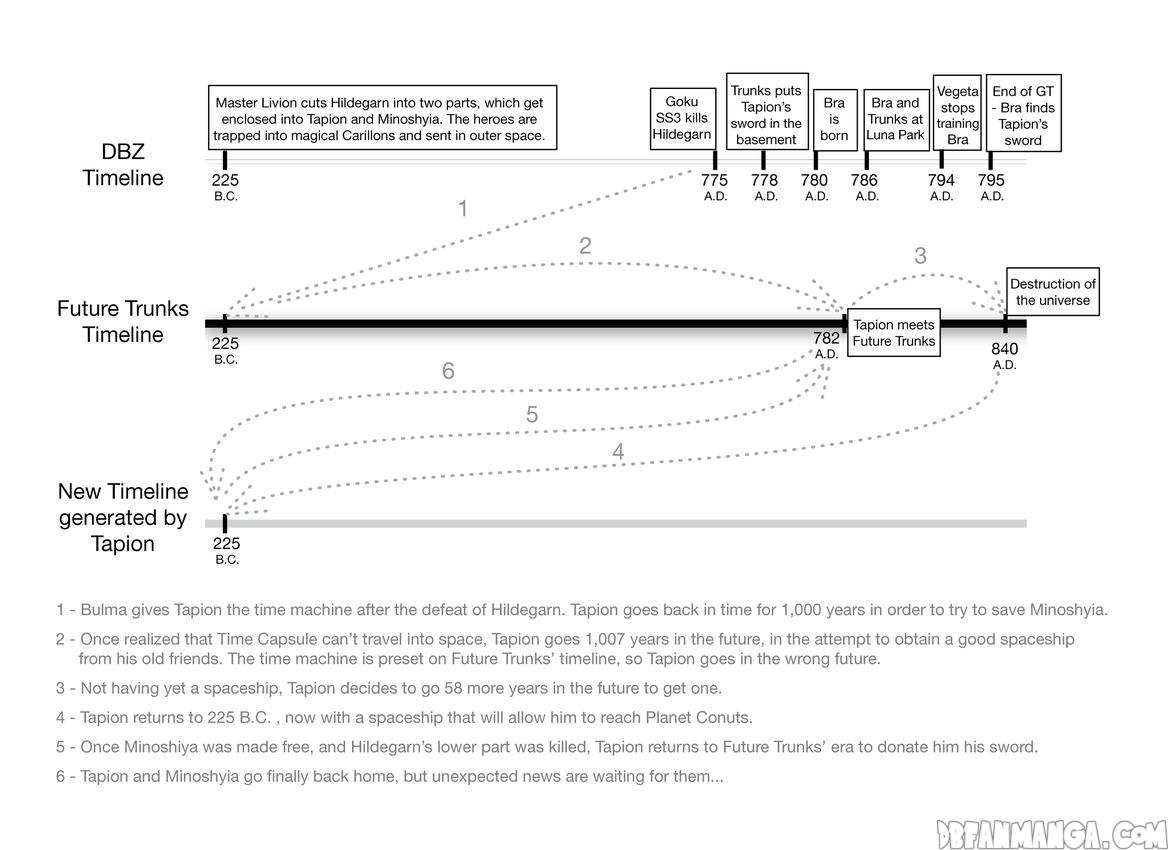 Master Livion cuts Hildegarn into two parts, which get
enclosed into Tapion and Minoshyia. The heroes are
trapped into magical Carillons and sent in outer space.
Goku
SS3 kills
Hildegarn
Trunks puts
Tapion's
sword in the
basement
Bra
is
born
Bra and
Trunks at
Luna Park
Vegeta
stops
training
Bra
End of GT
- Bra finds
Tapion's
sword
DBZ
Timeline
225
B.C.
775
A.D.
778
A.D.
780
A.D.
786
A.D.
794
A.D.
795
A.D.
1
2
3
Future Trunks
Timeline
225
B.C.
782
A.D.
Tapion meets
Future Trunks
Destruction of
the universe
840
A.D.
6
5
4
New Timeline
generated by
Tapion
225
B.C.
1 - Bulma gives Tapion the time machine after the defeat of Hildegarn. Tapion goes back in time for 1,000 years in order to try to save Minoshyia.
2 - Once realized that Time Capsule can't travel into space, Tapion goes 1,007 years in the future, in the attempt to obtain a good spaceship
from his old friends. The time machine is preset on Future Trunks' timeline, so Tapion goes in the wrong future.
3 - Not having yet a spaceship, Tapion decides to go 58 more years in the future to get one.
4 - Tapion returns to 225 B.C. , now with a spaceship that will allow him to reach Planet Conuts.
5 - Once Minoshiya was made free, and Hildegarn's lower part was killed, Tapion returns to Future Trunks' era to donate him his sword.
6 - Tapion and Minoshyia go finally back home, but unexpected news are waiting for them...
DBFANMANGA.COM